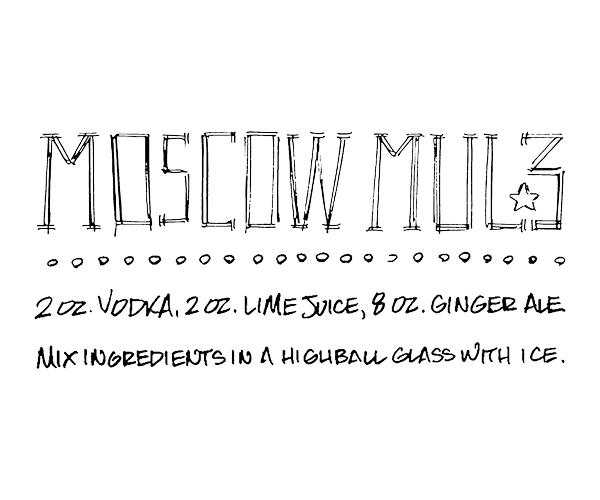 MOSCOW MULE
2 OZ. VODKA, 2 OZ. LIME JUICE, 8 OZ. GINGER ALE
MIX INGREDIENTS IN A HIGHBALL GLASS WITH ICE.